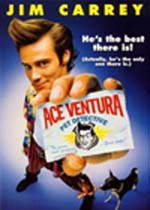 JIM CARREY
He's the best
there is!
(Actually, he's the only
one there is.)
ACE VENTURA
PET DETECTIVE